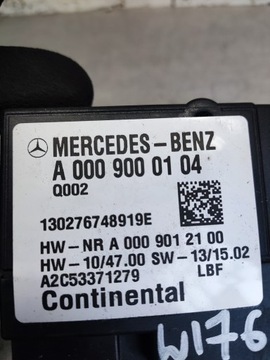 MERCEDES-BENZ
A 000 900 01 04
Q002
130276748919E
HW-NR A 000 901 21 00
HW-10/47.00 SW-13/15.02
A2C53371279 LBF
Continental
W176